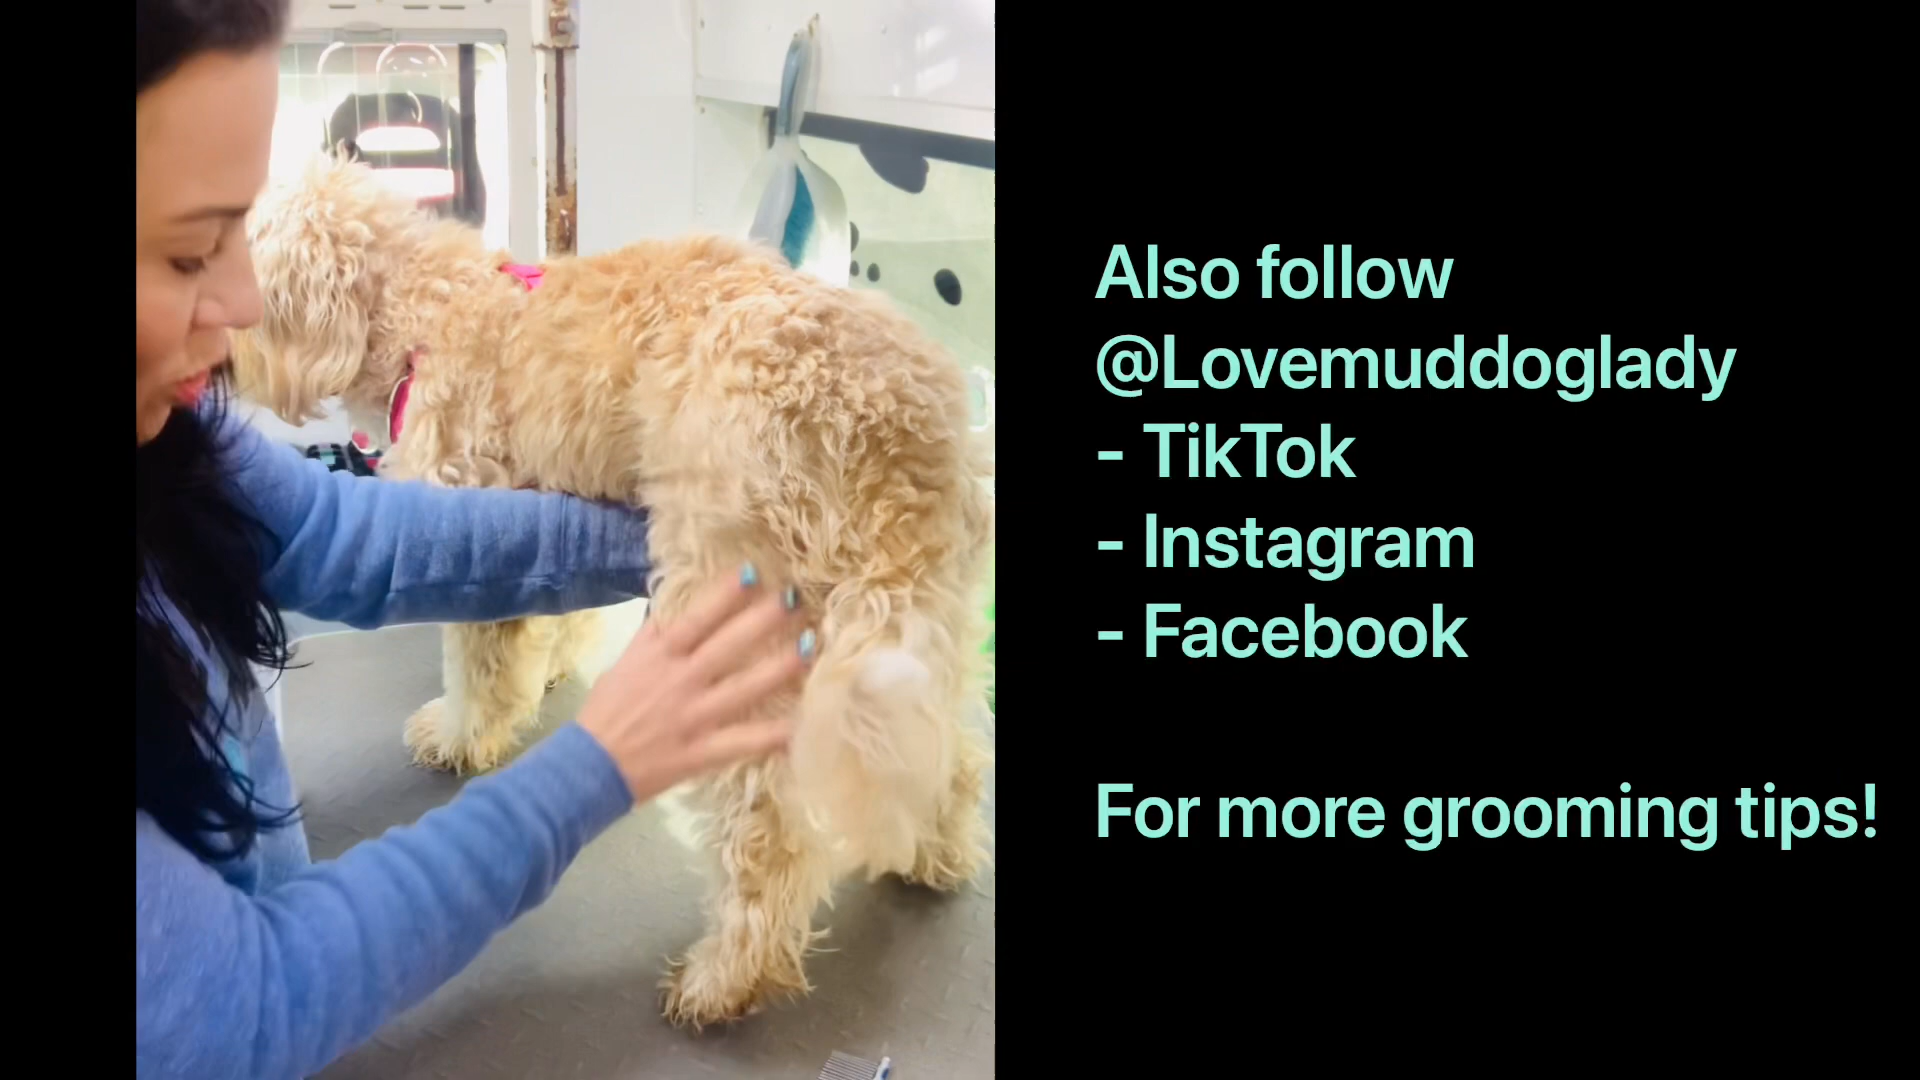 Also follow
@Lovemuddoglady
- TikTok
- Instagram
- Facebook
For more grooming tips!